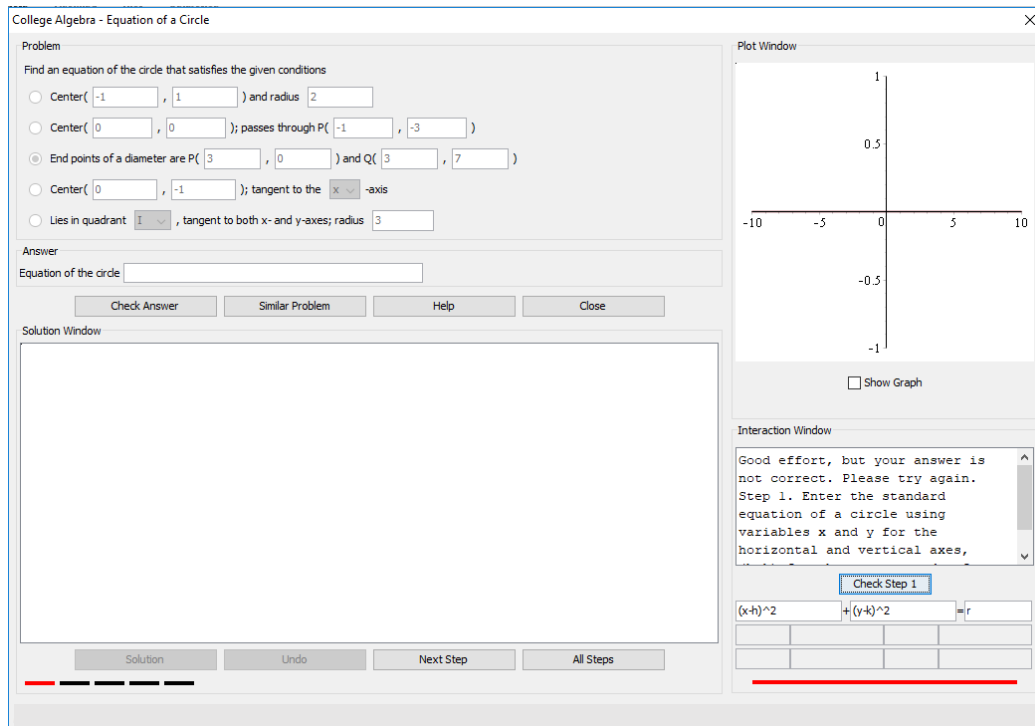 College Algebra - Equation of a Circle
Problem
Find an equation of the circle that satisfies the given conditions
Center( -1 , 1 ) and radius 2
Center( 0 , 0 ); passes through P( -1 , -3 )
End points of a diameter are P( 3 , 0 ) and Q( 3 , 7 )
Center( 0 , -1 ); tangent to the x -axis
Lies in quadrant I , tangent to both x- and y-axes; radius 3
Answer
Equation of the circle
Check Answer Similar Problem Help Close
Solution Window
Solution Undo Next Step All Steps
Plot Window
1
0.5
-10 -5 0 5 10
-0.5
-1
Show Graph
Interaction Window
Good effort, but your answer is
not correct. Please try again.
Step 1. Enter the standard
equation of a circle using
variables x and y for the
horizontal and vertical axes,
Check Step 1
(x-h)^2 + (y-k)^2 = r